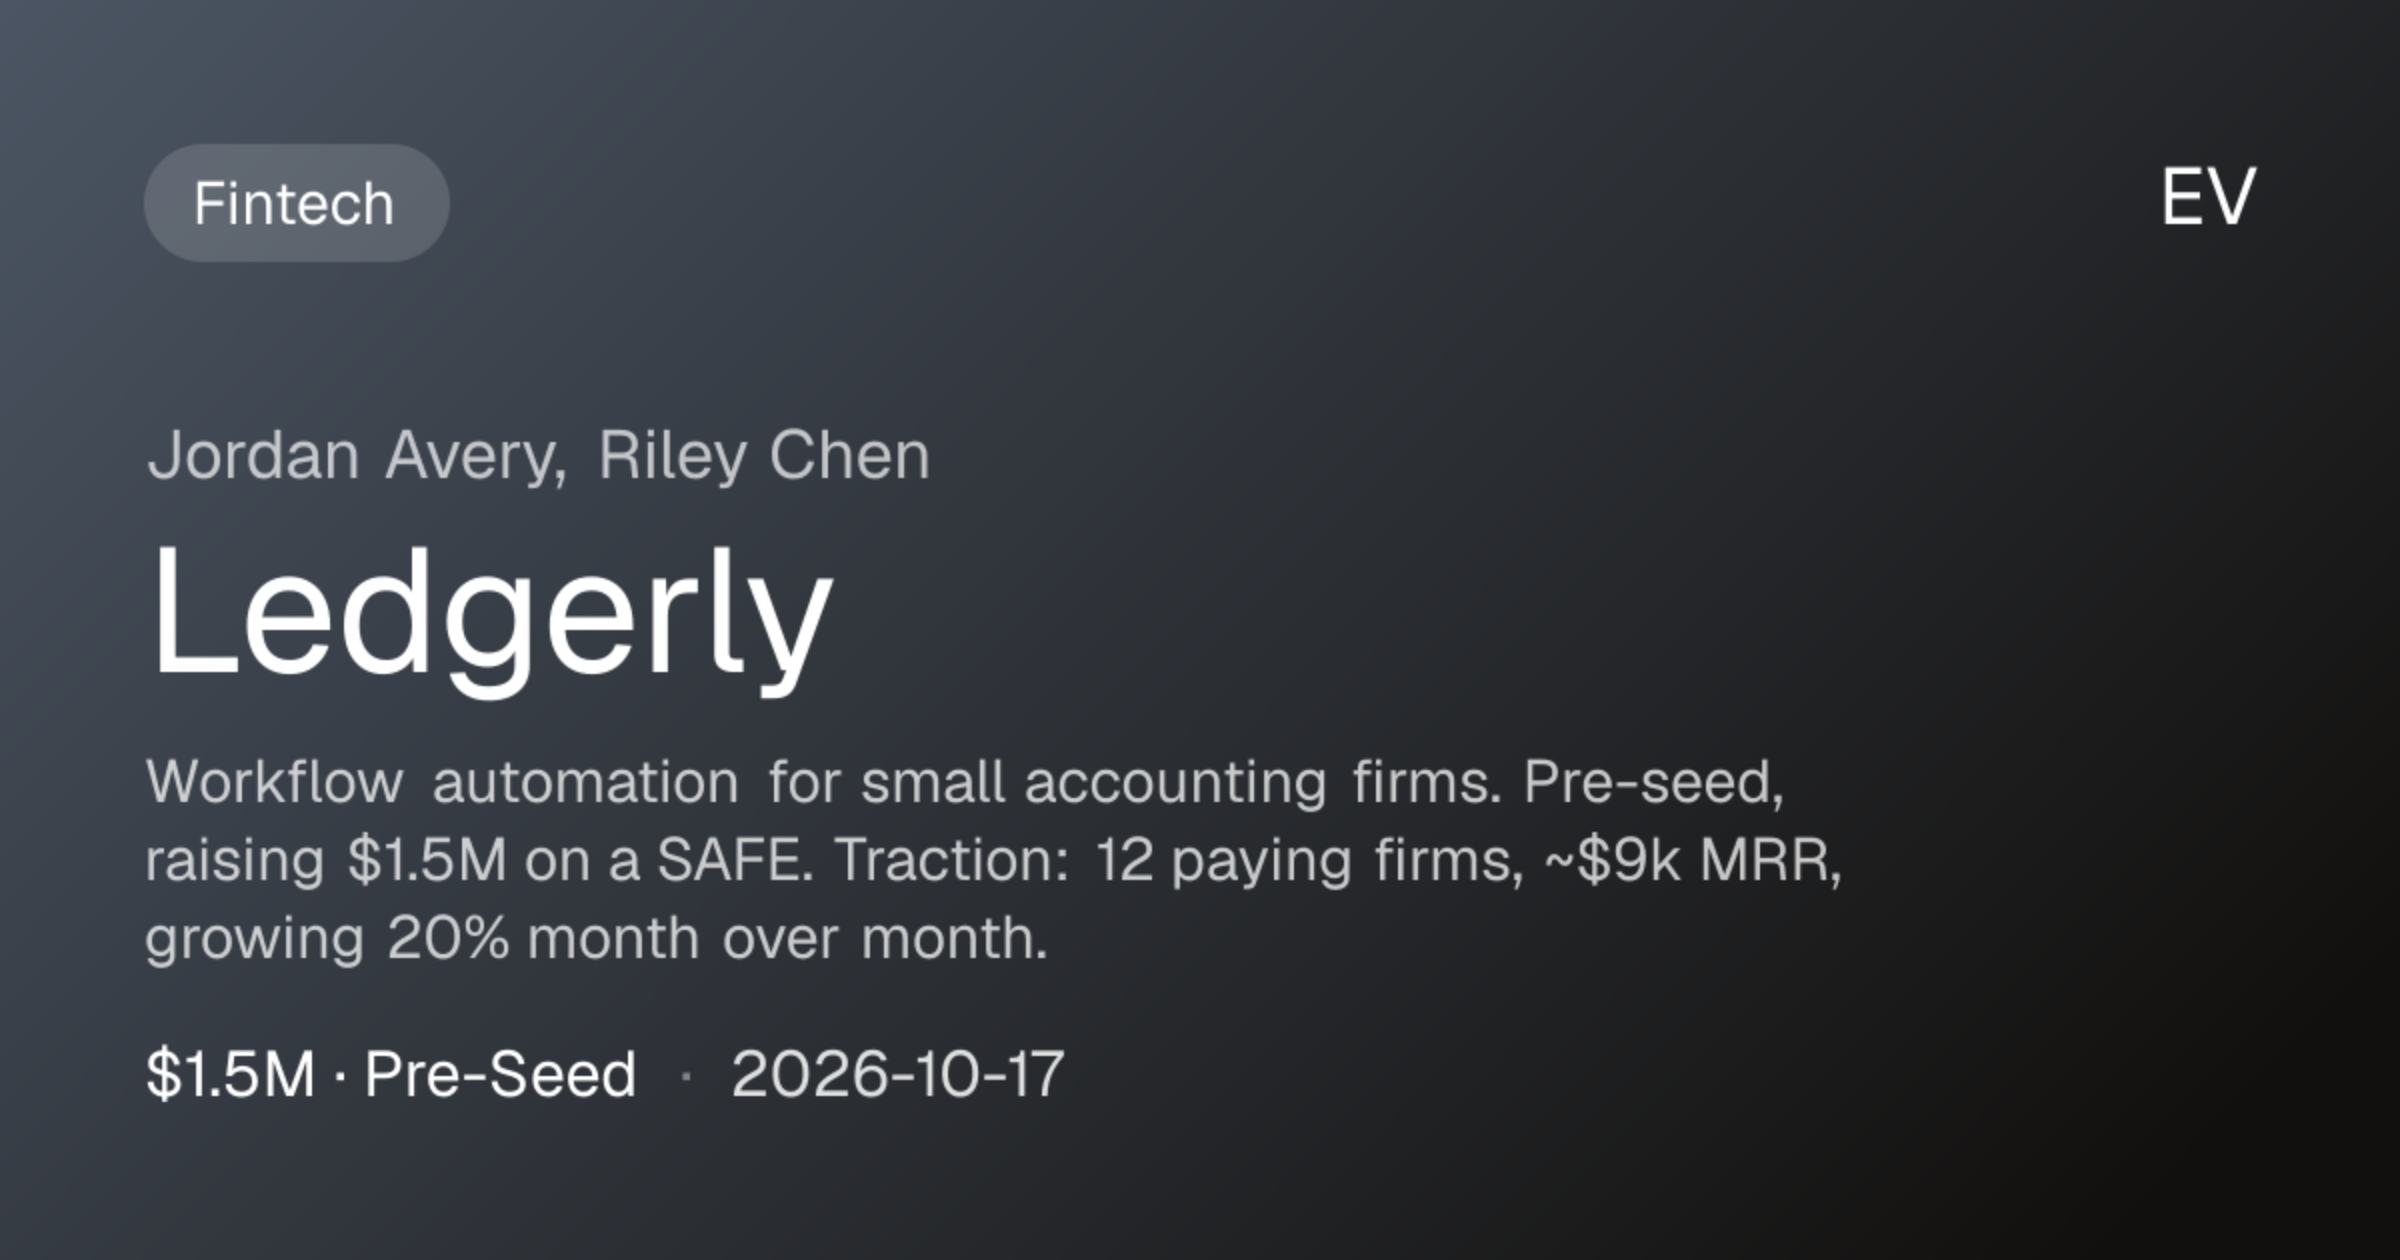 Fintech
EV
Jordan Avery, Riley Chen
Ledgerly
Workflow automation for small accounting firms. Pre-seed,
raising $1.5M on a SAFE. Traction: 12 paying firms, ~$9k MRR,
growing 20% month over month.
$1.5M · Pre-Seed · 2026-10-17